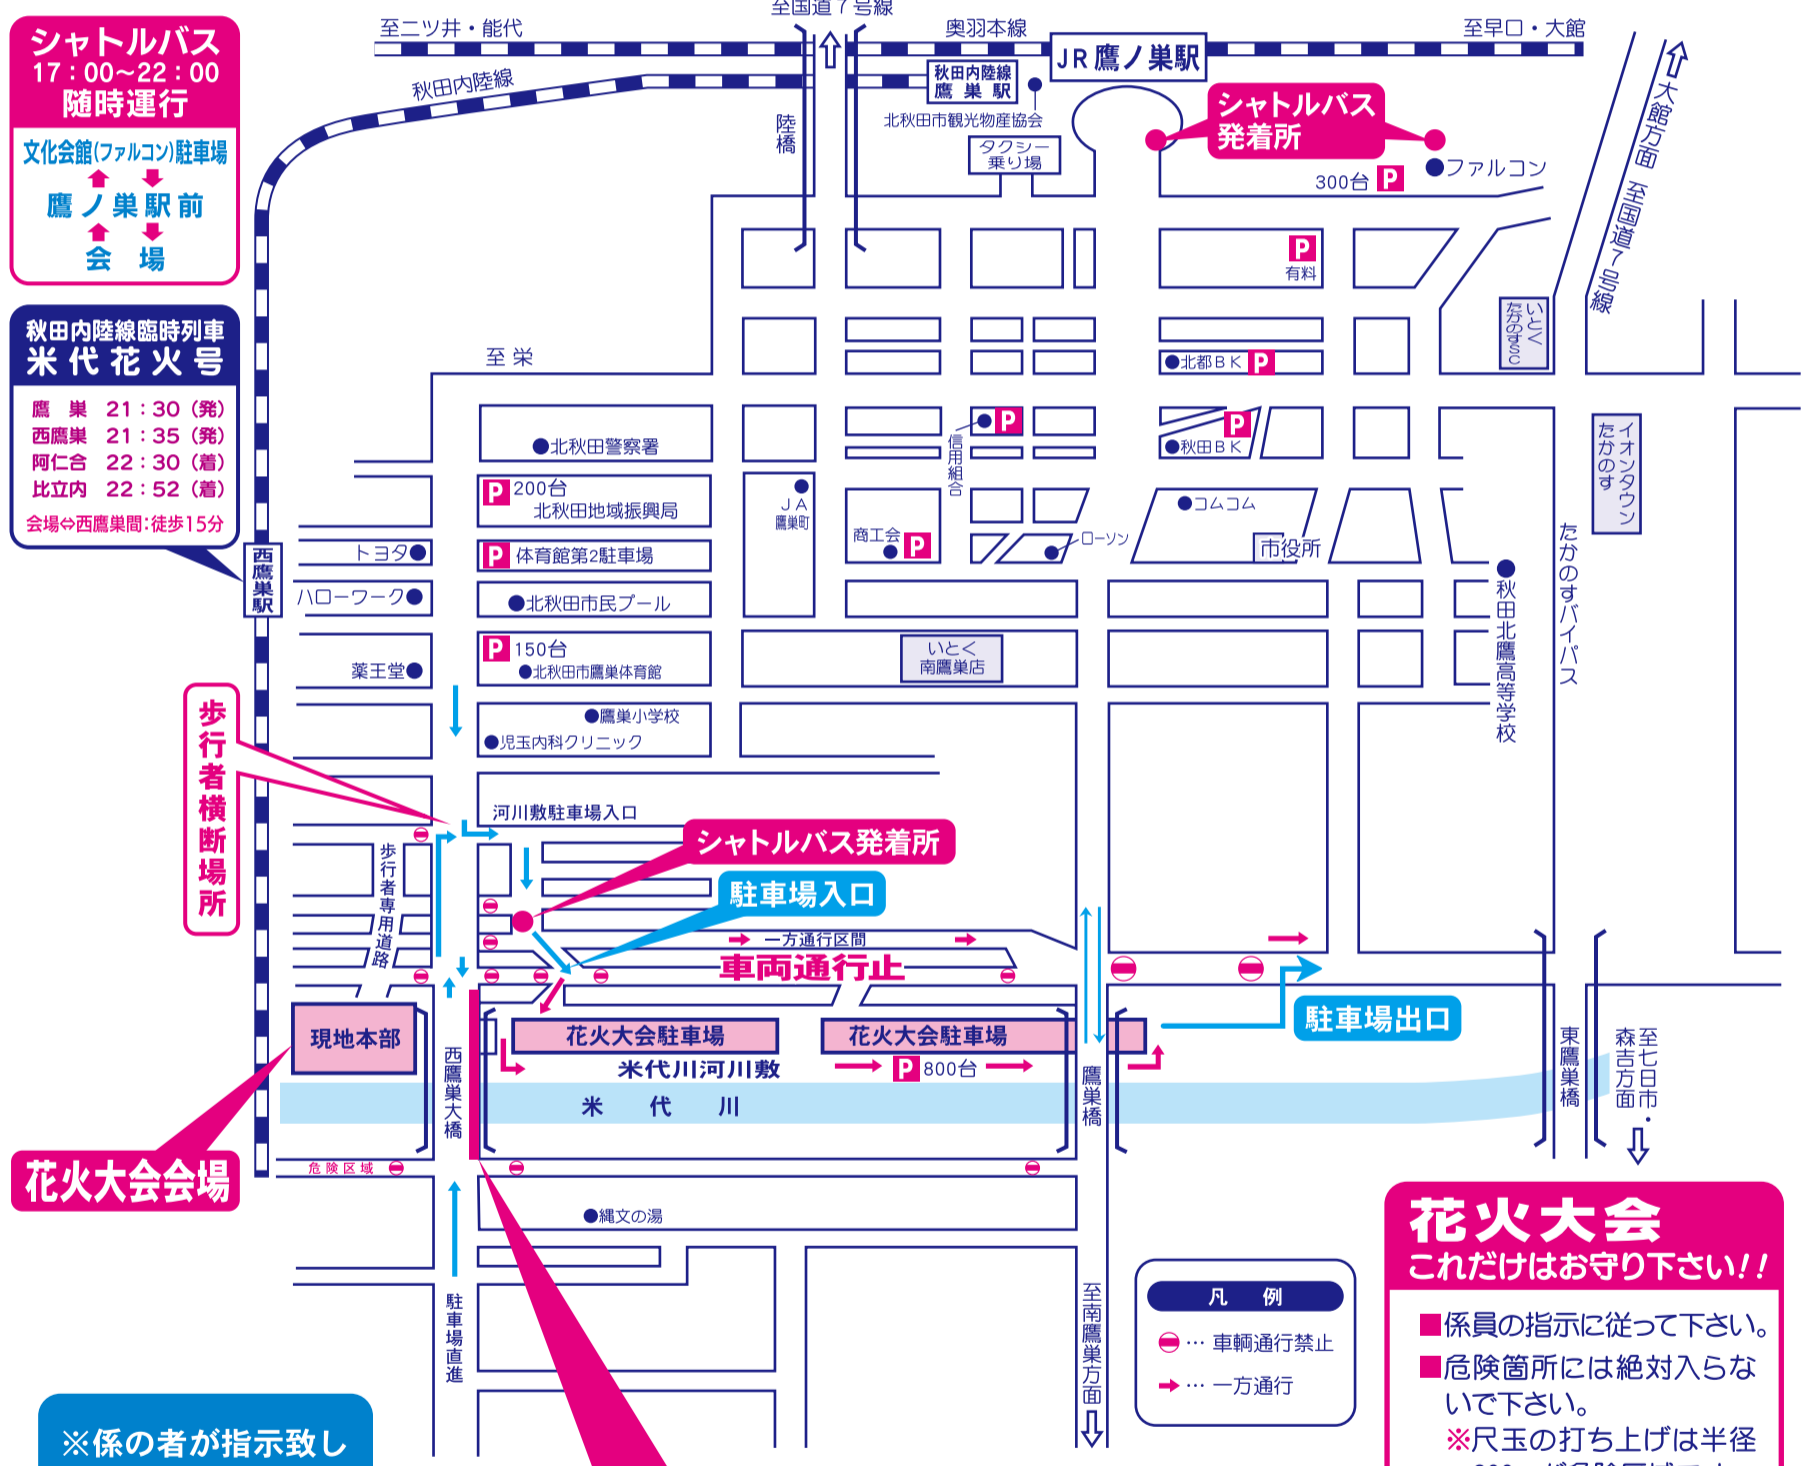 シャトルバス
17：00～22：00
随時運行
文化会館(ファルコン)駐車場
鷹ノ巣駅前
会　場
秋田内陸線臨時列車
米代花火号
鷹　巣　21：30（発）
西鷹巣　21：35（発）
阿仁合　22：30（着）
比立内　22：52（着）
会場⇔西鷹巣間：徒歩15分
至国道７号線
至二ツ井・能代
奥羽本線
JR鷹ノ巣駅
至早口・大館
秋田内陸線
秋田内陸線
鷹巣駅
北秋田市観光物産協会
陸橋
タクシー
乗り場
シャトルバス
発着所
ファルコン
300台 P
大館方面　至国道７号線
P
有料
いとく
たかのすSC
至 栄
北都ＢＫ P
P
秋田ＢＫ
信用組合
P
イオンタウン
たかのす
北秋田警察署
P 200台
北秋田地域振興局
ＪＡ
鷹巣町
コムコム
商工会
P
ローソン
市役所
トヨタ
P 体育館第2駐車場
西鷹巣駅
ハローワーク
北秋田市民プール
秋田北鷹高等学校
たかのすバイパス
P 150台
北秋田市鷹巣体育館
薬王堂
いとく
南鷹巣店
鷹巣小学校
児玉内科クリニック
歩行者横断場所
河川敷駐車場入口
シャトルバス発着所
歩行者専用道路
駐車場入口
一方通行区間
車両通行止
現地本部
花火大会駐車場
花火大会駐車場
駐車場出口
米代川河川敷
P 800台
西鷹巣大橋
米　代　川
鷹巣橋
東鷹巣橋
至七日市・
森吉方面
花火大会会場
危険区域
縄文の湯
駐車場直進
至南鷹巣方面
凡　例
… 車輌通行禁止
… 一方通行
花火大会
これだけはお守り下さい!!
■係員の指示に従って下さい。
■危険箇所には絶対入らな
いで下さい。
※尺玉の打ち上げは半径
※係の者が指示致し